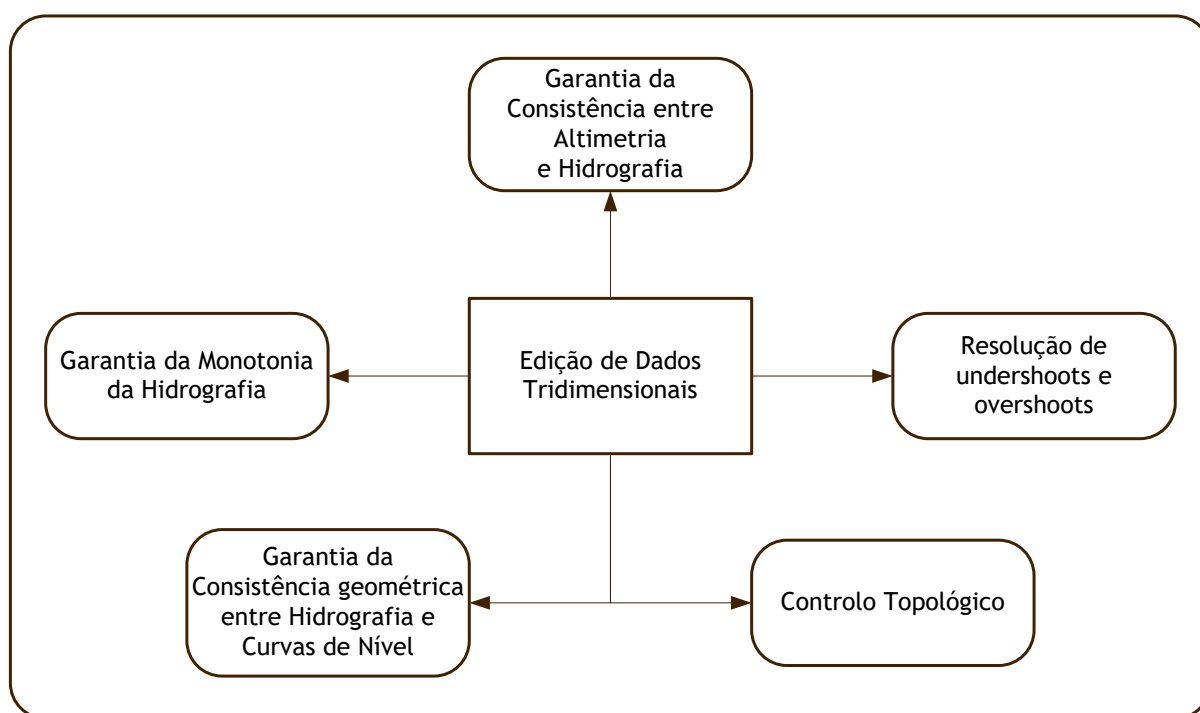 Garantia da
Consistência entre
Altimetria
e Hidrografia
Garantia da Monotonia
da Hidrografia
Edição de Dados
Tridimensionais
Resolução de
undershoots e
overshoots
Garantia da
Consistência geométrica
entre Hidrografia e
Curvas de Nível
Controlo Topológico